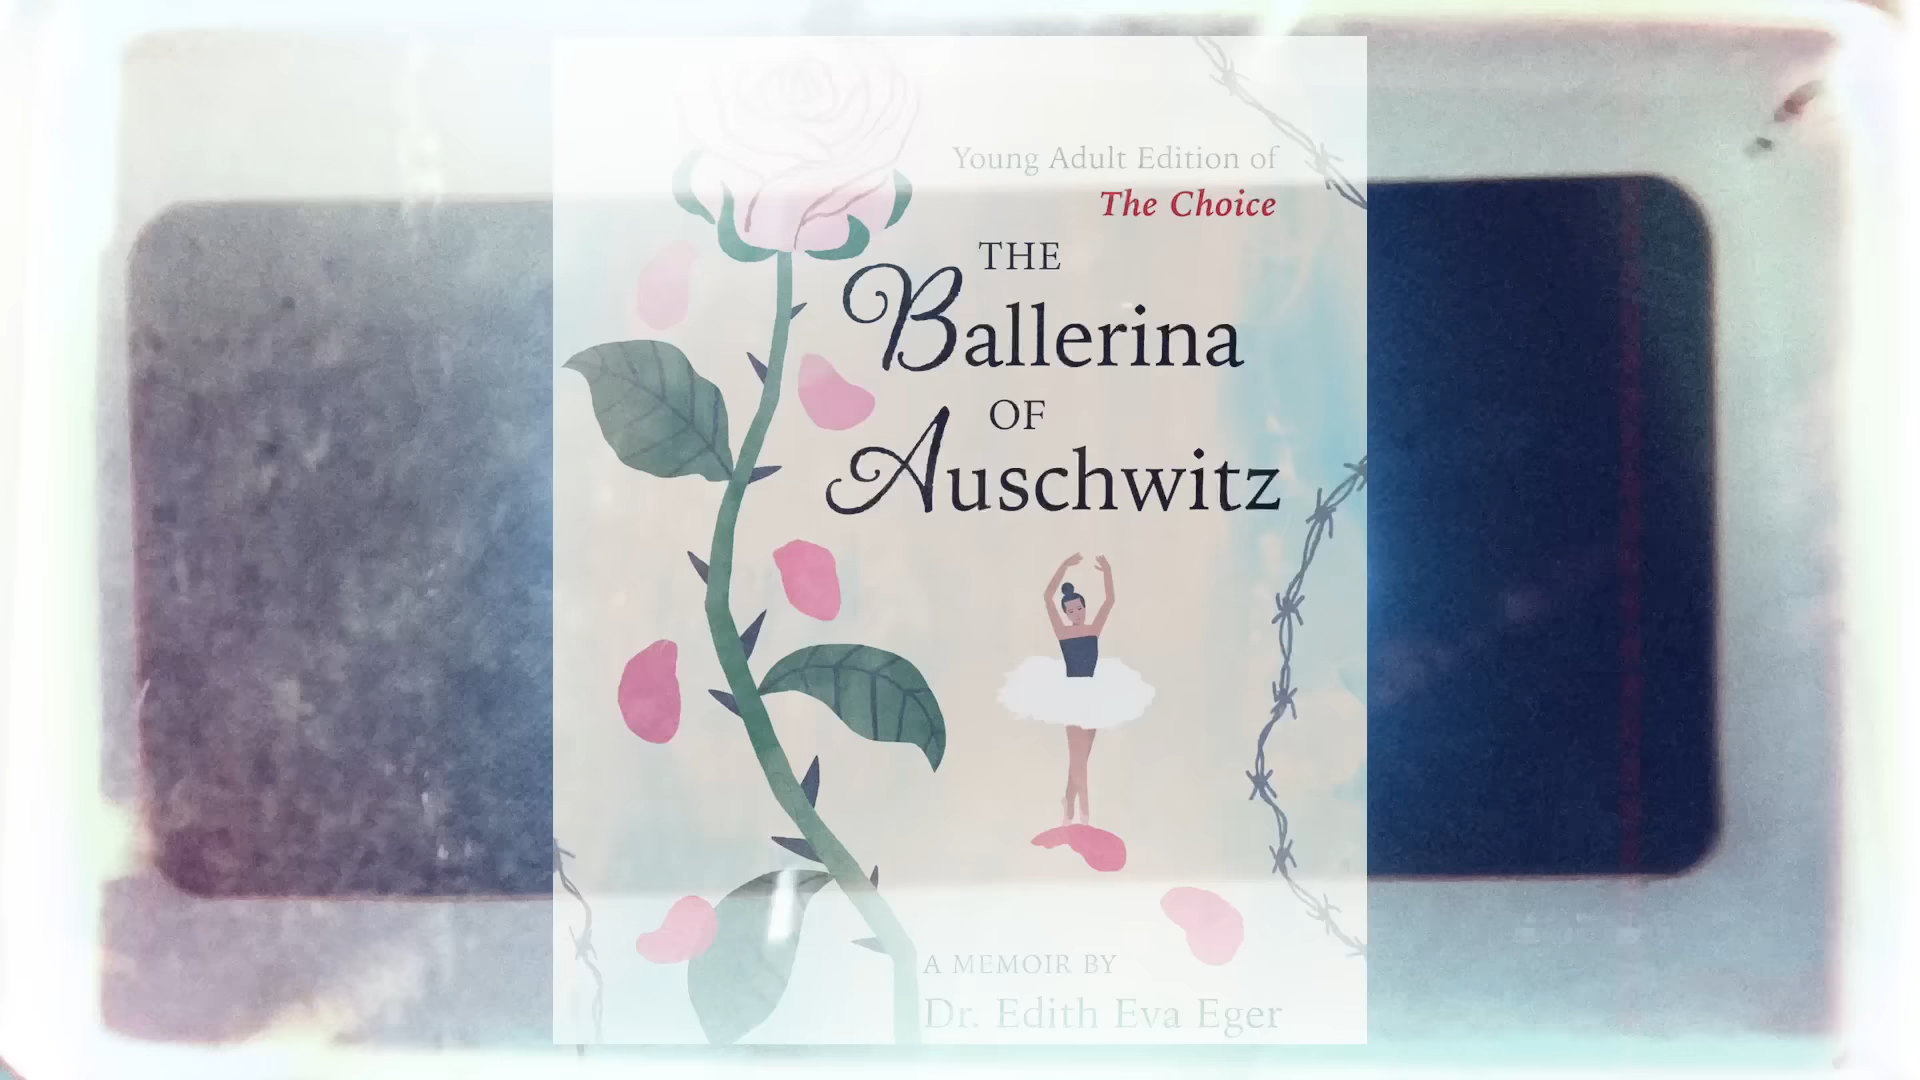 Young Adult Edition of
The Choice
THE
Ballerina
OF
Auschwitz
A MEMOIR BY
Dr. Edith Eva Eger